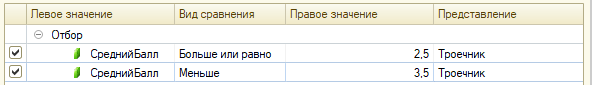 Левое значение Вид сравнения Правое значение Представление
Отбор
СреднийБалл Больше или равно 2,5 Троечник
СреднийБалл Меньше 3,5 Троечник